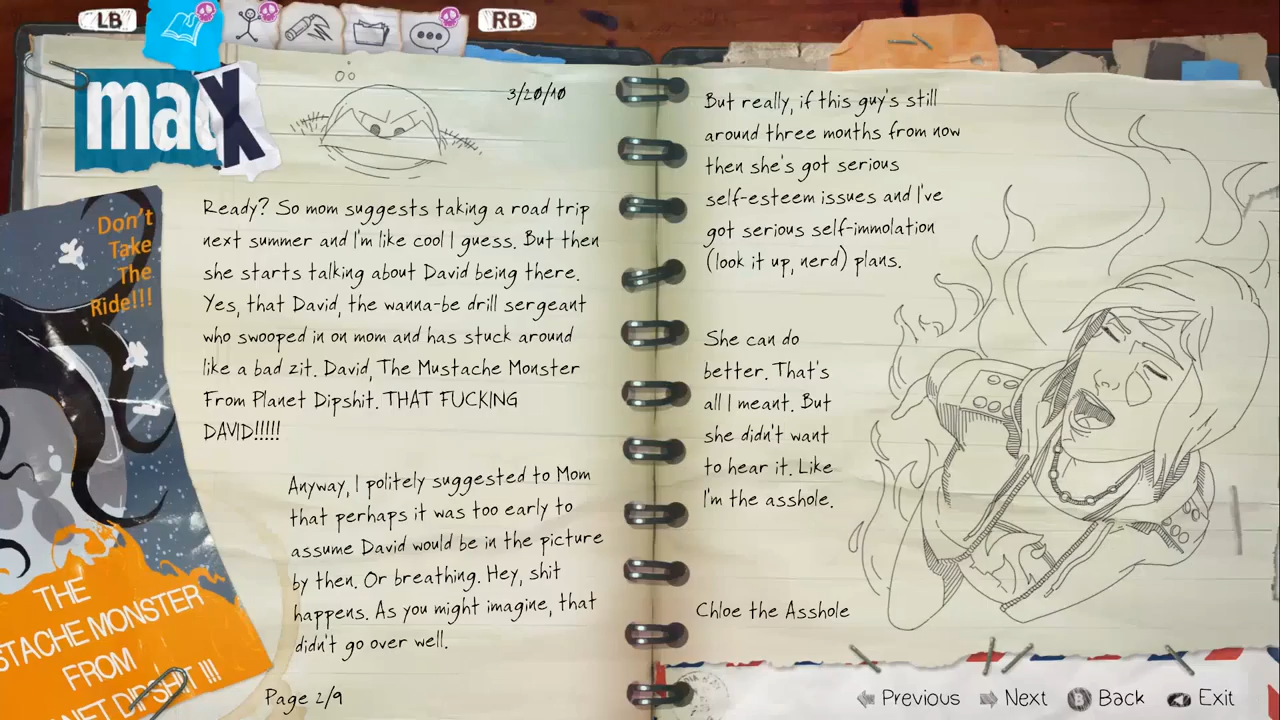 LB
RB
max
3/20/10
Don't
Take
The
Ride!!!
Ready? So mom suggests taking a road trip
next summer and I'm like cool I guess. But then
she starts talking about David being there.
Yes, that David, the wanna-be drill sergeant
who swooped in on mom and has stuck around
like a bad zit. David, The Mustache Monster
From Planet Dipshit. THAT FUCKING
DAVID!!!!!
Anyway, I politely suggested to Mom
that perhaps it was too early to
assume David would be in the picture
by then. Or breathing. Hey, shit
happens. As you might imagine, that
didn't go over well.
THE
STACHE MONSTER
FROM
NET DIPSHIT !!!
Page 2/9
But really, if this guy's still
around three months from now
then she's got serious
self-esteem issues and I've
got serious self-immolation
(look it up, nerd) plans.
She can do
better. That's
all I meant. But
she didn't want
to hear it. Like
I'm the asshole.
Chloe the Asshole
Previous Next B Back Exit